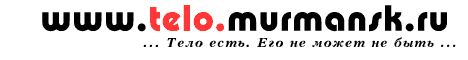 www.telo.murmansk.ru
... Тело есть. Его не может не быть ...